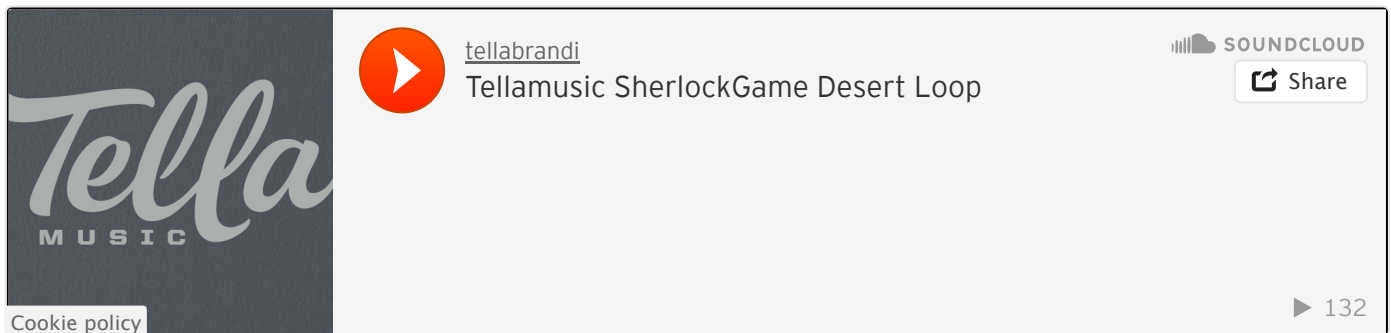 Tella
MUSIC
tellabrandi
Tellamusic SherlockGame Desert Loop
SOUNDCLOUD
Share
132
Cookie policy